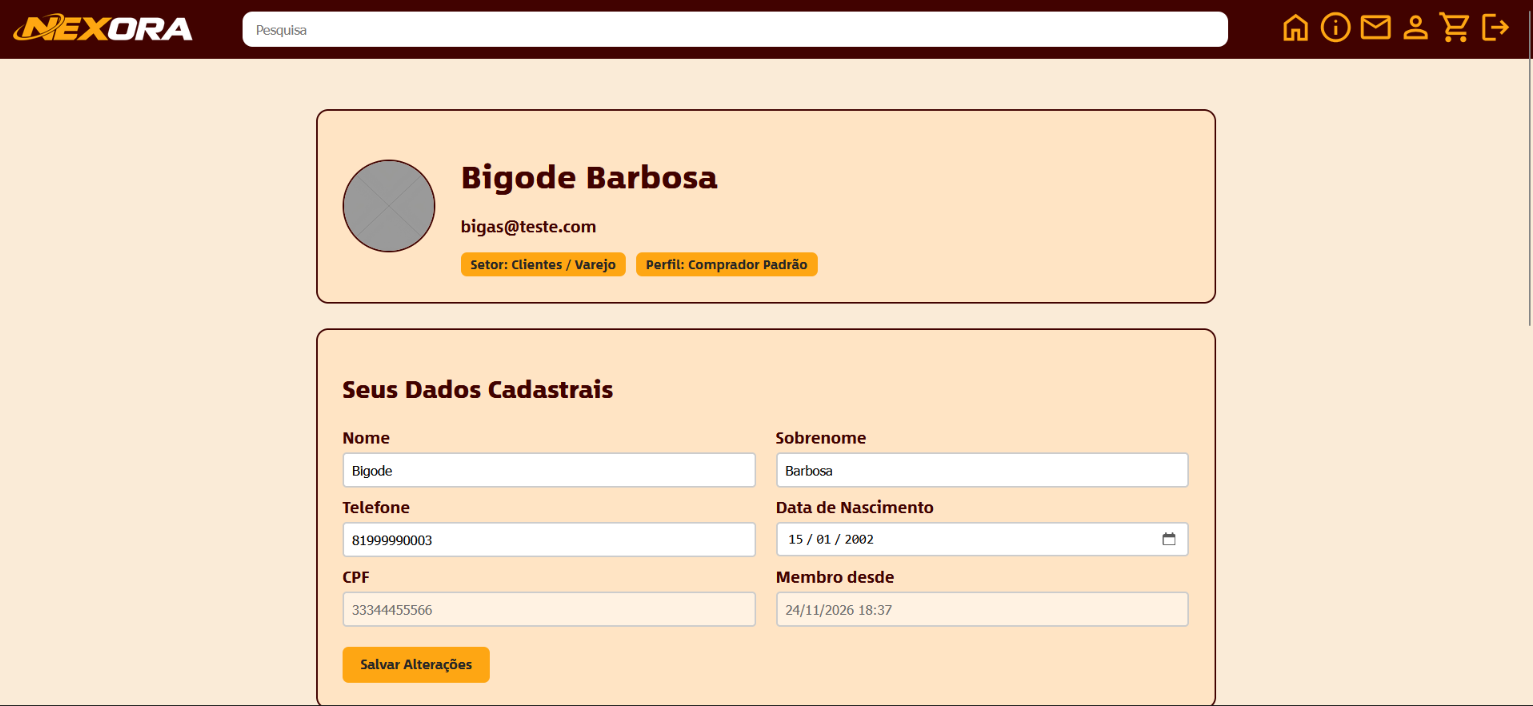 NEXORA
Pesquisa
Bigode Barbosa
bigas@teste.com
Setor: Clientes / Varejo
Perfil: Comprador Padrão
Seus Dados Cadastrais
Nome
Sobrenome
Bigode
Barbosa
Telefone
Data de Nascimento
81999990003
15 / 01 / 2002
CPF
Membro desde
33344455566
24/11/2026 18:37
Salvar Alterações